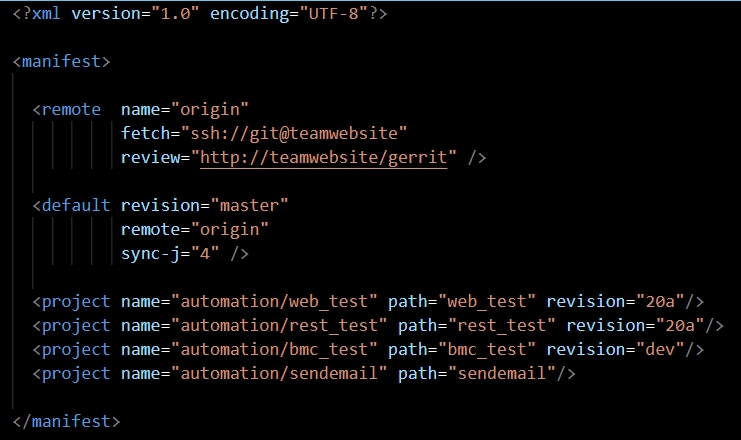 <?xml version="1.0" encoding="UTF-8"?>
<manifest>
<remote  name="origin"
fetch="ssh://git@teamwebsite"
review="http://teamwebsite/gerrit" />
<default revision="master"
remote="origin"
sync-j="4" />
<project name="automation/web_test" path="web_test" revision="20a"/>
<project name="automation/rest_test" path="rest_test" revision="20a"/>
<project name="automation/bmc_test" path="bmc_test" revision="dev"/>
<project name="automation/sendemail" path="sendemail"/>
</manifest>